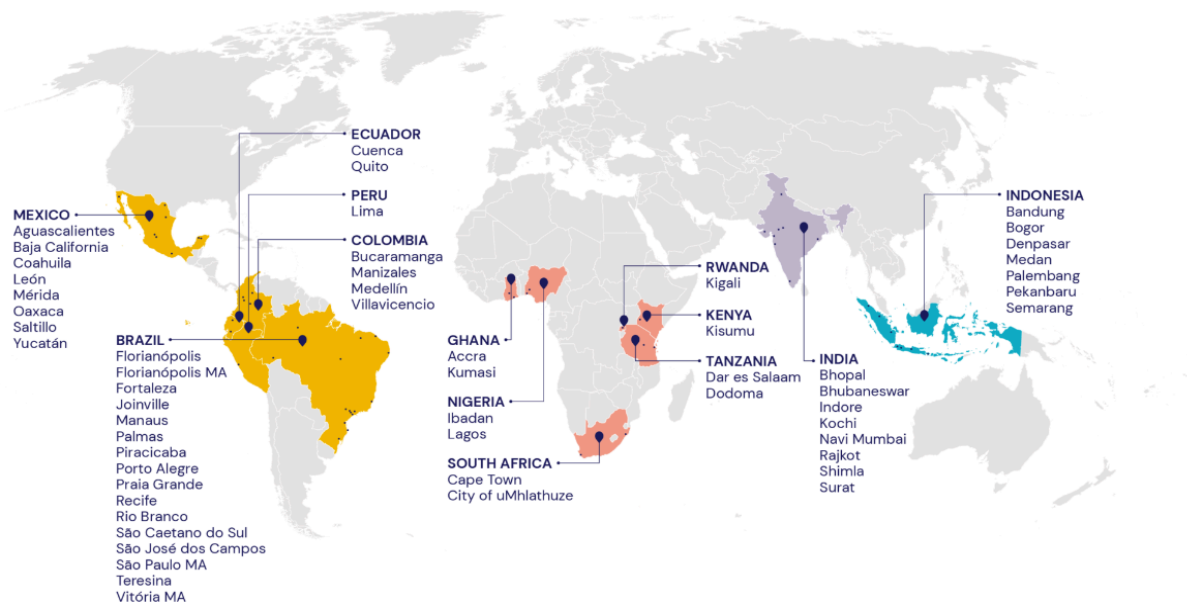 ECUADOR
Cuenca
Quito
PERU
Lima
COLOMBIA
Bucaramanga
Manizales
Medellín
Villavicencio
MEXICO
Aguascalientes
Baja California
Coahuila
León
Mérida
Oaxaca
Saltillo
Yucatán
BRAZIL
Florianópolis
Florianópolis MA
Fortaleza
Joinville
Manaus
Palmas
Piracicaba
Porto Alegre
Praia Grande
Recife
Rio Branco
São Caetano do Sul
São José dos Campos
São Paulo MA
Teresina
Vitória MA
GHANA
Accra
Kumasi
NIGERIA
Ibadan
Lagos
SOUTH AFRICA
Cape Town
City of uMhlathuze
RWANDA
Kigali
KENYA
Kisumu
TANZANIA
Dar es Salaam
Dodoma
INDIA
Bhopal
Bhubaneswar
Indore
Kochi
Navi Mumbai
Rajkot
Shimla
Surat
INDONESIA
Bandung
Bogor
Denpasar
Medan
Palembang
Pekanbaru
Semarang